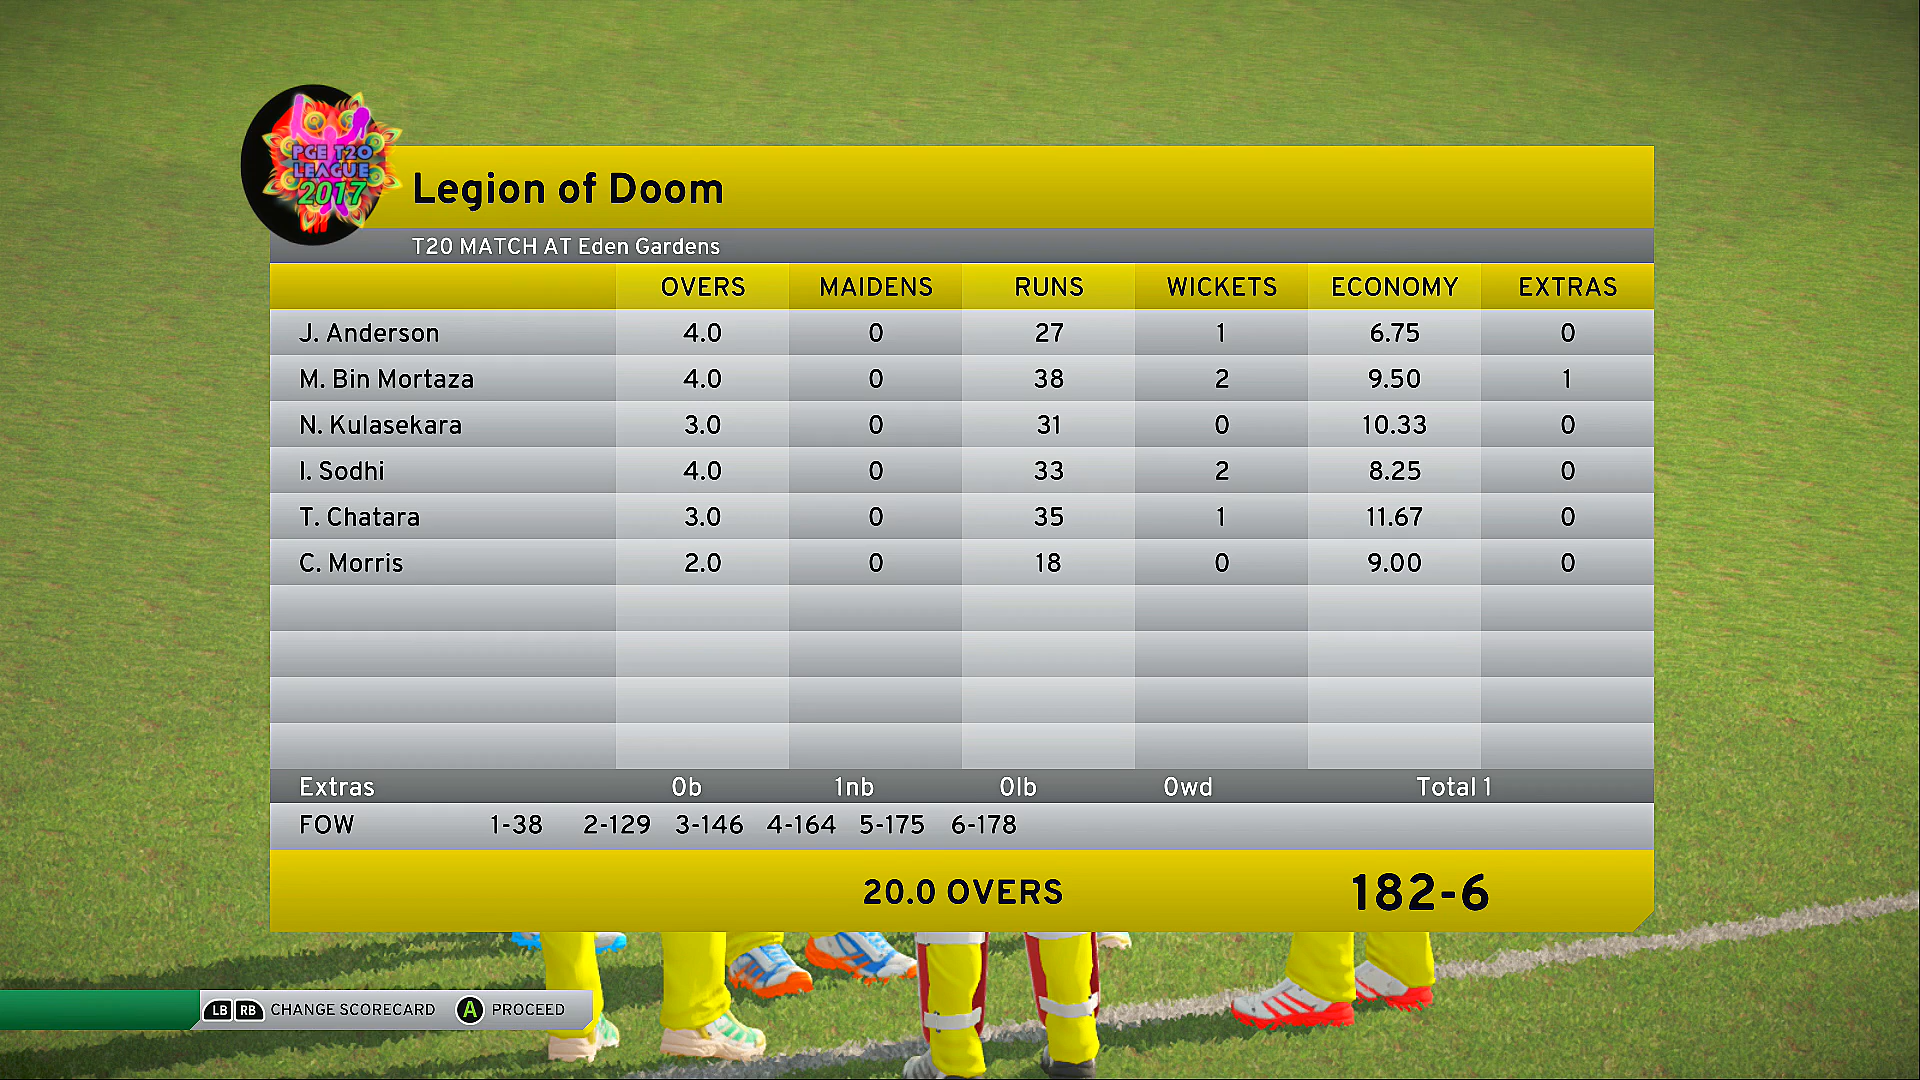 PGE T20
LEAGUE
2017
Legion of Doom
T20 MATCH AT Eden Gardens
OVERS MAIDENS RUNS WICKETS ECONOMY EXTRAS
J. Anderson 4.0 0 27 1 6.75 0
M. Bin Mortaza 4.0 0 38 2 9.50 1
N. Kulasekara 3.0 0 31 0 10.33 0
I. Sodhi 4.0 0 33 2 8.25 0
T. Chatara 3.0 0 35 1 11.67 0
C. Morris 2.0 0 18 0 9.00 0
Extras 0b 1nb 0lb 0wd Total 1
FOW 1-38 2-129 3-146 4-164 5-175 6-178
20.0 OVERS 182-6
LB RB CHANGE SCORECARD A PROCEED